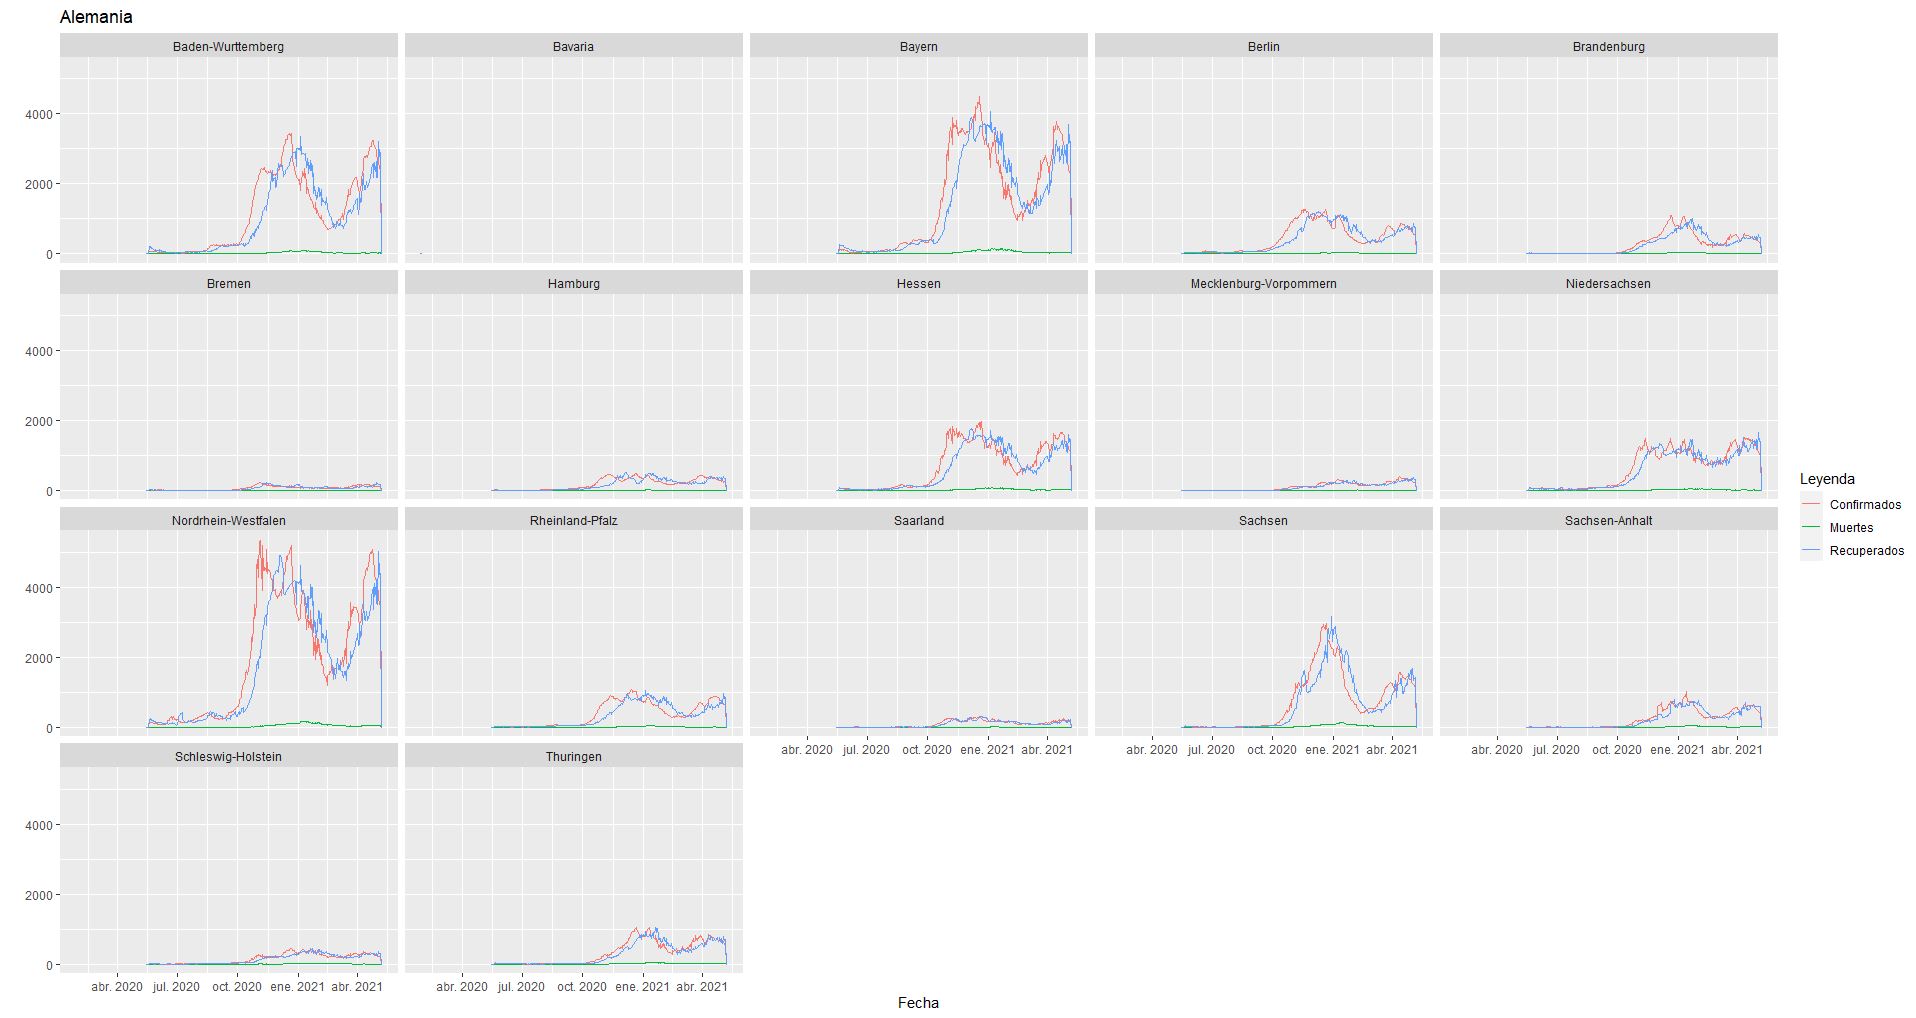 Alemania
Baden-Wurttemberg Bavaria Bayern Berlin Brandenburg
4000
2000
0
Bremen Hamburg Hessen Mecklenburg-Vorpommern Niedersachsen
4000
2000
0
Nordrhein-Westfalen Rheinland-Pfalz Saarland Sachsen Sachsen-Anhalt
4000
2000
0
abr. 2020 jul. 2020 oct. 2020 ene. 2021 abr. 2021 abr. 2020 jul. 2020 oct. 2020 ene. 2021 abr. 2021 abr. 2020 jul. 2020 oct. 2020 ene. 2021 abr. 2021
Schleswig-Holstein Thuringen
4000
2000
0
abr. 2020 jul. 2020 oct. 2020 ene. 2021 abr. 2021 abr. 2020 jul. 2020 oct. 2020 ene. 2021 abr. 2021
Fecha
Leyenda
Confirmados
Muertes
Recuperados